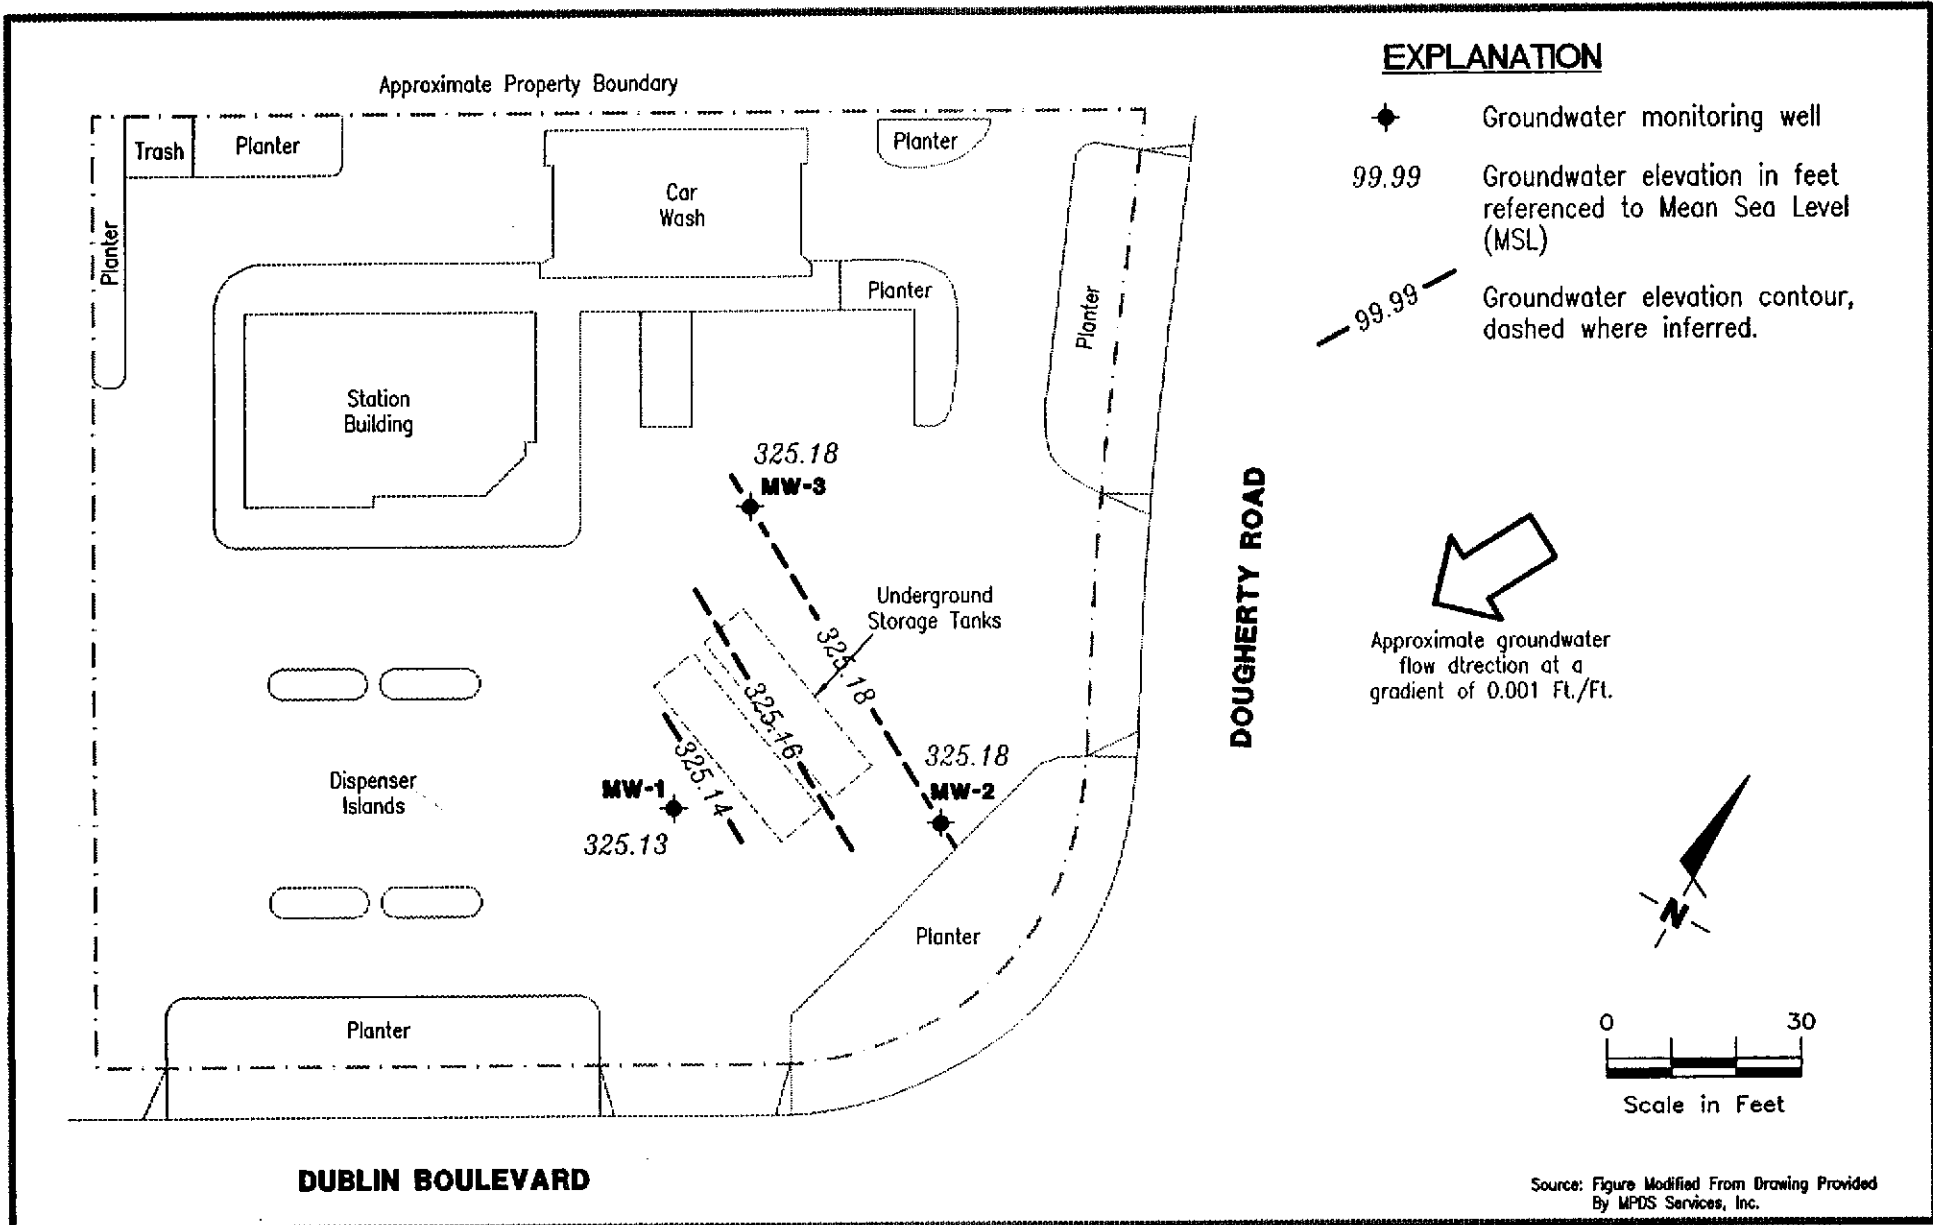 Approximate Property Boundary
EXPLANATION
Groundwater monitoring well
99.99
Groundwater elevation in feet
referenced to Mean Sea Level
(MSL)
99.99
Groundwater elevation contour,
dashed where inferred.
Trash
Planter
Planter
Planter
Car
Wash
Planter
Planter
Station
Building
325.18
MW-3
Underground
Storage Tanks
325.18
325.16
325.14
MW-1
325.13
325.18
MW-2
Dispenser
Islands
Planter
Planter
DOUGHERTY ROAD
Approximate groundwater
flow dtrection at a
gradient of 0.001 Ft./Ft.
N
0 30
Scale in Feet
DUBLIN BOULEVARD
Source: Figure Modified From Drawing Provided
By MPDS Services, Inc.